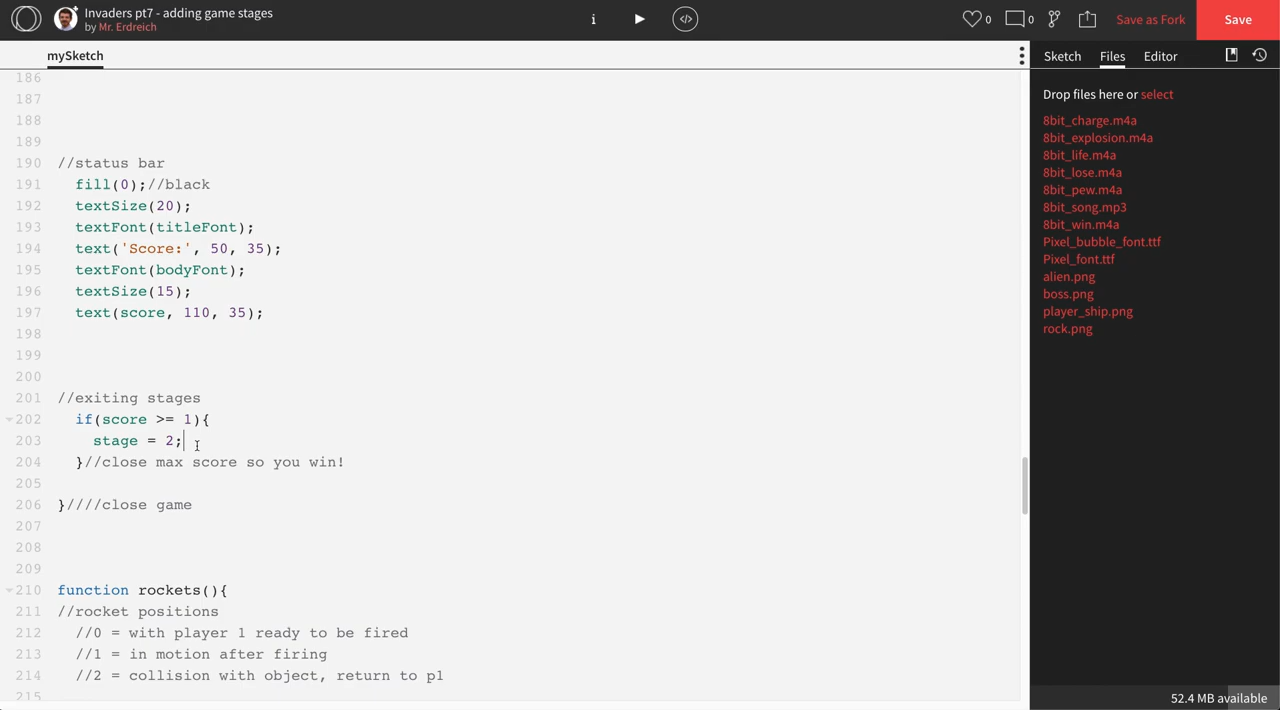 Invaders pt7 - adding game stages
by Mr. Erdreich
0
0
Save as Fork
Save
mySketch
Sketch
Files
Editor
186
187
188
189
190 //status bar
191 fill(0);//black
192 textSize(20);
193 textFont(titleFont);
194 text('Score:', 50, 35);
195 textFont(bodyFont);
196 textSize(15);
197 text(score, 110, 35);
198
199
200
201 //exiting stages
202 if(score >= 1){
203 stage = 2;
204 }//close max score so you win!
205
206 }////close game
207
208
209
210 function rockets(){
211 //rocket positions
212 //0 = with player 1 ready to be fired
213 //1 = in motion after firing
214 //2 = collision with object, return to p1
215
Drop files here or select
8bit_charge.m4a
8bit_explosion.m4a
8bit_life.m4a
8bit_lose.m4a
8bit_pew.m4a
8bit_song.mp3
8bit_win.m4a
Pixel_bubble_font.ttf
Pixel_font.ttf
alien.png
boss.png
player_ship.png
rock.png
52.4 MB available